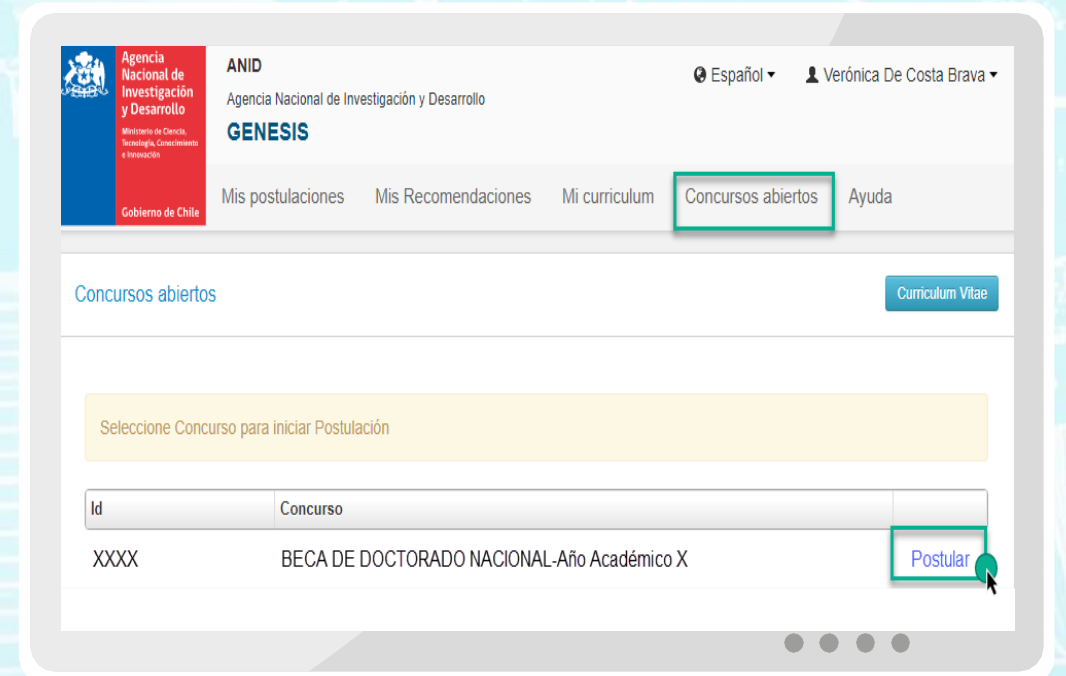 Agencia
Nacional de
Investigación
y Desarrollo
Ministerio de Ciencia,
Tecnología, Conocimiento
e Innovación
Gobierno de Chile
ANID
Agencia Nacional de Investigación y Desarrollo
GENESIS
Español
Verónica De Costa Brava
Mis postulaciones Mis Recomendaciones Mi curriculum Concursos abiertos Ayuda
Concursos abiertos
Curriculum Vitae
Seleccione Concurso para iniciar Postulación
Id Concurso
XXXX BECA DE DOCTORADO NACIONAL-Año Académico X Postular